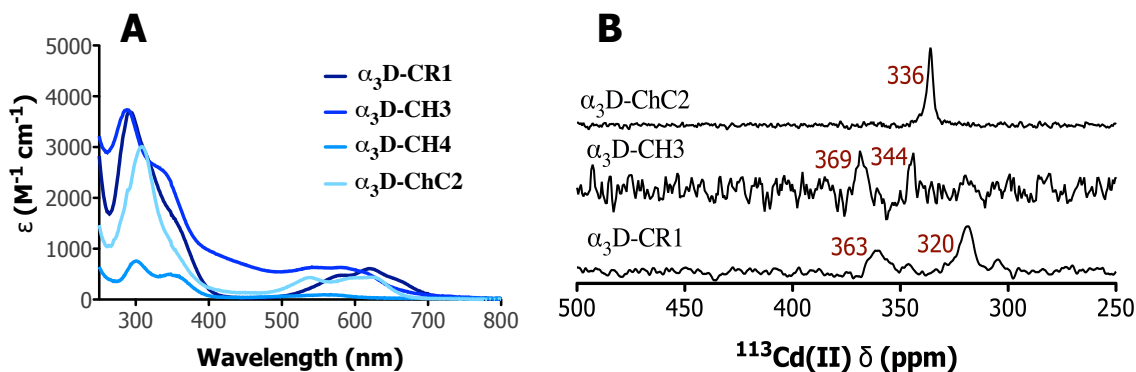 A
5000
4000
3000
2000
1000
0
ε (M⁻¹ cm⁻¹)
300
400
500
600
700
800
Wavelength (nm)
α₃D-CR1
α₃D-CH3
α₃D-CH4
α₃D-ChC2
B
α₃D-ChC2
336
α₃D-CH3
369
344
α₃D-CR1
363
320
500
450
400
350
300
250
¹¹³Cd(II) δ (ppm)